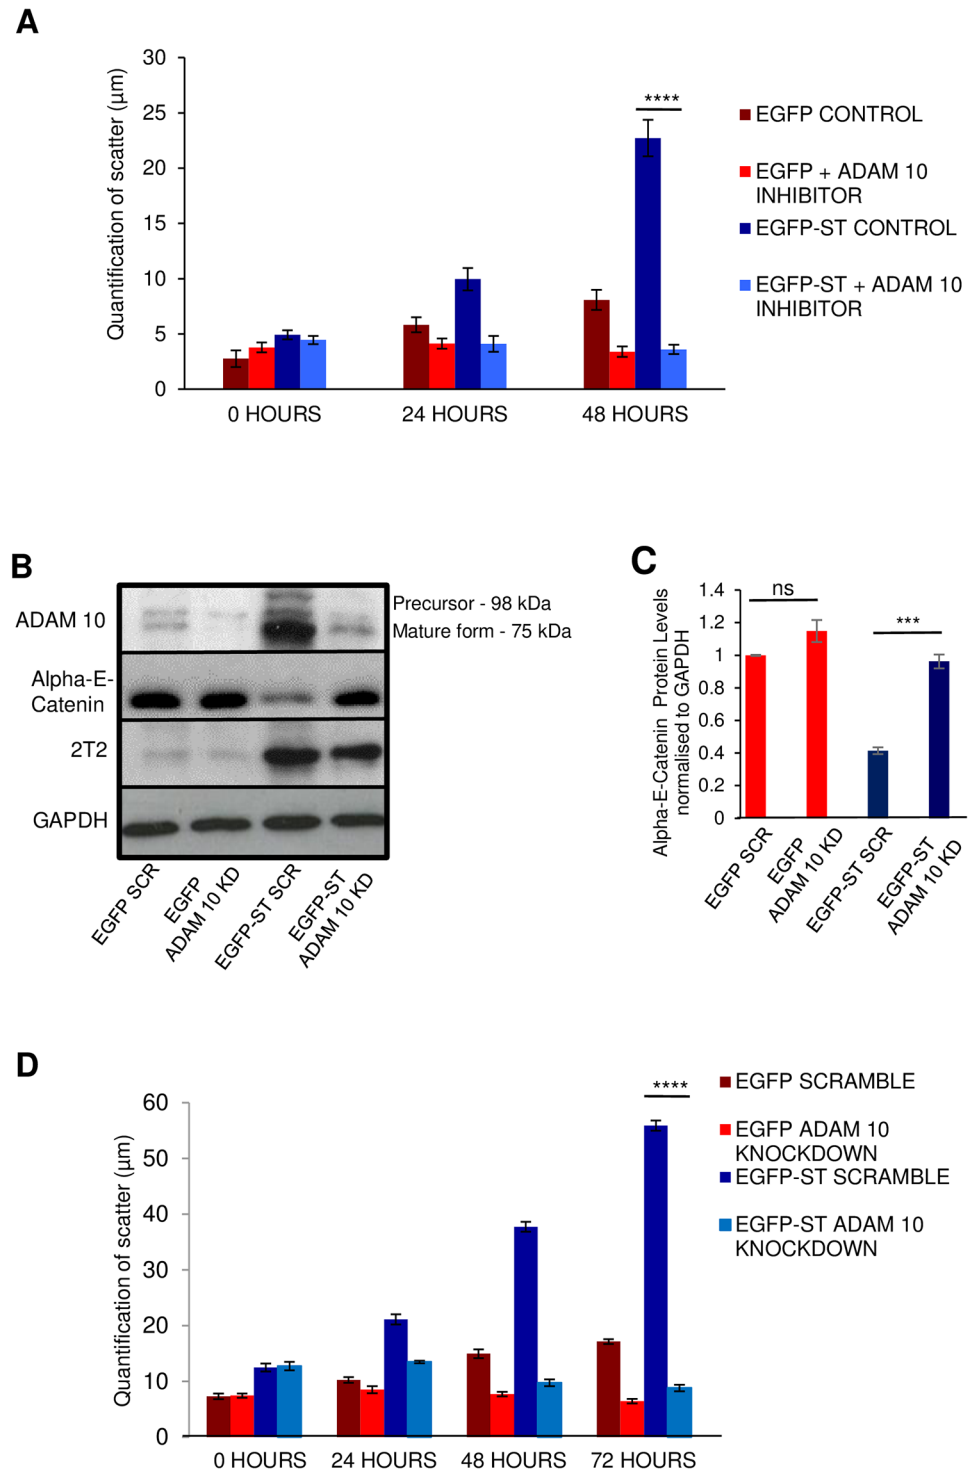 A
Quantification of scatter (µm)
30
25
20
15
10
5
0
****
0 HOURS
24 HOURS
48 HOURS
EGFP CONTROL
EGFP + ADAM 10
INHIBITOR
EGFP-ST CONTROL
EGFP-ST + ADAM 10
INHIBITOR
B
ADAM 10
Alpha-E-
Catenin
2T2
GAPDH
Precursor - 98 kDa
Mature form - 75 kDa
EGFP SCR
EGFP
ADAM 10 KD
EGFP-ST SCR
EGFP-ST
ADAM 10 KD
C
Alpha-E-Catenin Protein Levels
normalised to GAPDH
1.4
1.2
1
0.8
0.6
0.4
0.2
0
ns
***
EGFP SCR
EGFP
ADAM 10 KD
EGFP-ST SCR
EGFP-ST
ADAM 10 KD
D
Quantification of scatter (µm)
60
50
40
30
20
10
0
****
0 HOURS
24 HOURS
48 HOURS
72 HOURS
EGFP SCRAMBLE
EGFP ADAM 10
KNOCKDOWN
EGFP-ST SCRAMBLE
EGFP-ST ADAM 10
KNOCKDOWN